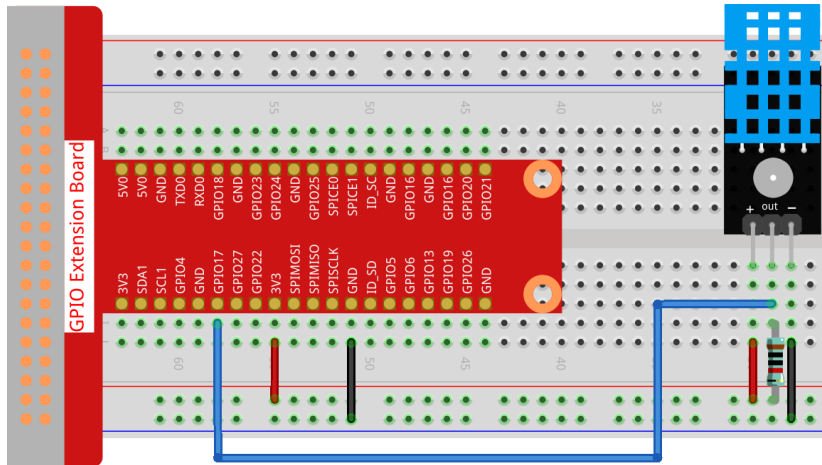 GPIO Extension Board
60
55
50
45
40
35
A
5V0 5V0 GND TXD0 RXD0 GPIO18 GND GPIO23 GPIO24 GND GPIO25 SPICE0 SPICE1 ID_SC GND GPIO16 GND GPIO16 GPIO20 GPIO21
+ out −
3V3 SDA1 SCL1 GPIO4 GND GPIO17 GPIO27 GPIO22 3V3 SPIMOSI SPIMISO SPISCLK GND ID_SD GPIO5 GPIO6 GPIO13 GPIO19 GPIO26 GND
60
50
45
40